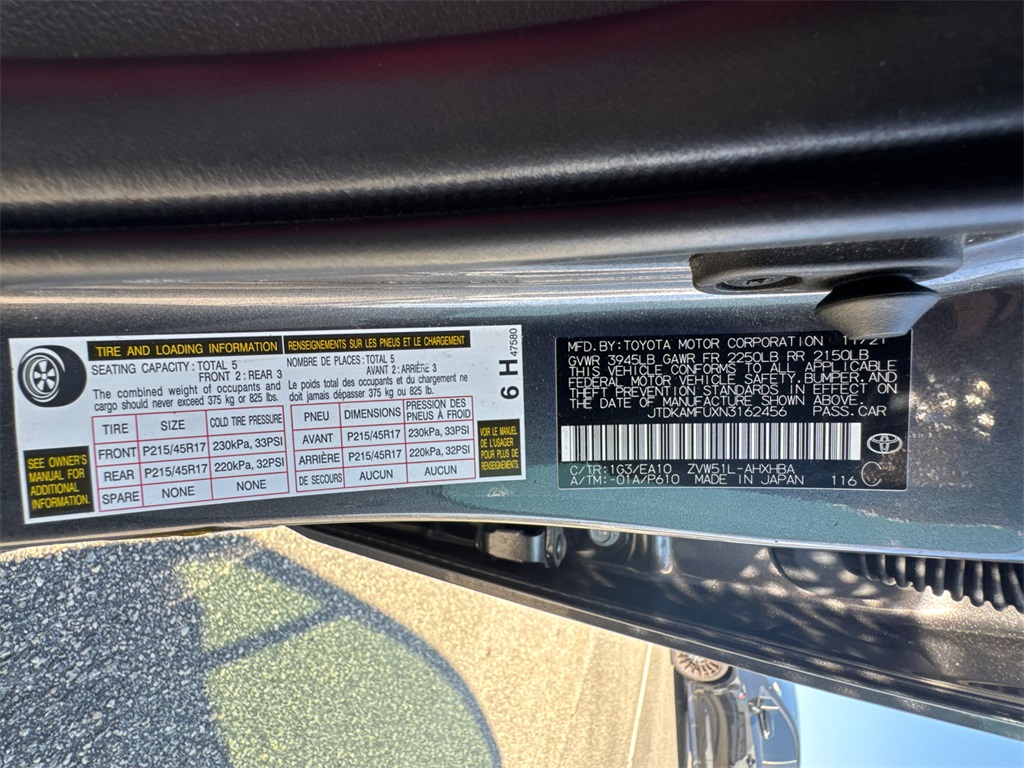 TIRE AND LOADING INFORMATION
SEATING CAPACITY : TOTAL 5
FRONT 2 : REAR 3
The combined weight of occupants and
cargo should never exceed 375 kg or 825 lbs.
RENSEIGNEMENTS SUR LES PNEUS ET LE CHARGEMENT
NOMBRE DE PLACES : TOTAL 5
AVANT 2 : ARRIÈRE 3
Le poids total des occupants et du chargement ne
doit jamais dépasser 375 kg ou 825 lb.
SEE OWNER'S
MANUAL FOR
ADDITIONAL
INFORMATION
TIRE SIZE COLD TIRE PRESSURE
FRONT P215/45R17 230kPa, 33PSI
REAR P215/45R17 220kPa, 32PSI
SPARE NONE NONE
PNEU DIMENSIONS PRESSION DES
PNEUS À FROID
AVANT P215/45R17 230kPa, 33PSI
ARRIÈRE P215/45R17 220kPa, 32PSI
DE SECOURS AUCUN AUCUN
VOIR LE MANUEL
DE L'USAGER
POUR PLUS DE
RENSEIGNEMENTS
6 H
47580
MFD. BY: TOYOTA MOTOR CORPORATION 11/21
GVWR 3945LB GAWR FR 2250LB RR 2150LB
THIS VEHICLE CONFORMS TO ALL APPLICABLE
FEDERAL MOTOR VEHICLE SAFETY, BUMPER, AND
THEFT PREVENTION STANDARDS IN EFFECT ON
THE DATE OF MANUFACTURE SHOWN ABOVE.
JTDKAMFUXN3162456 PASS. CAR
C/TR: 1G3/EA10 ZVW51L-AHXHBA
A/TM: -01A/P610 MADE IN JAPAN 116
C